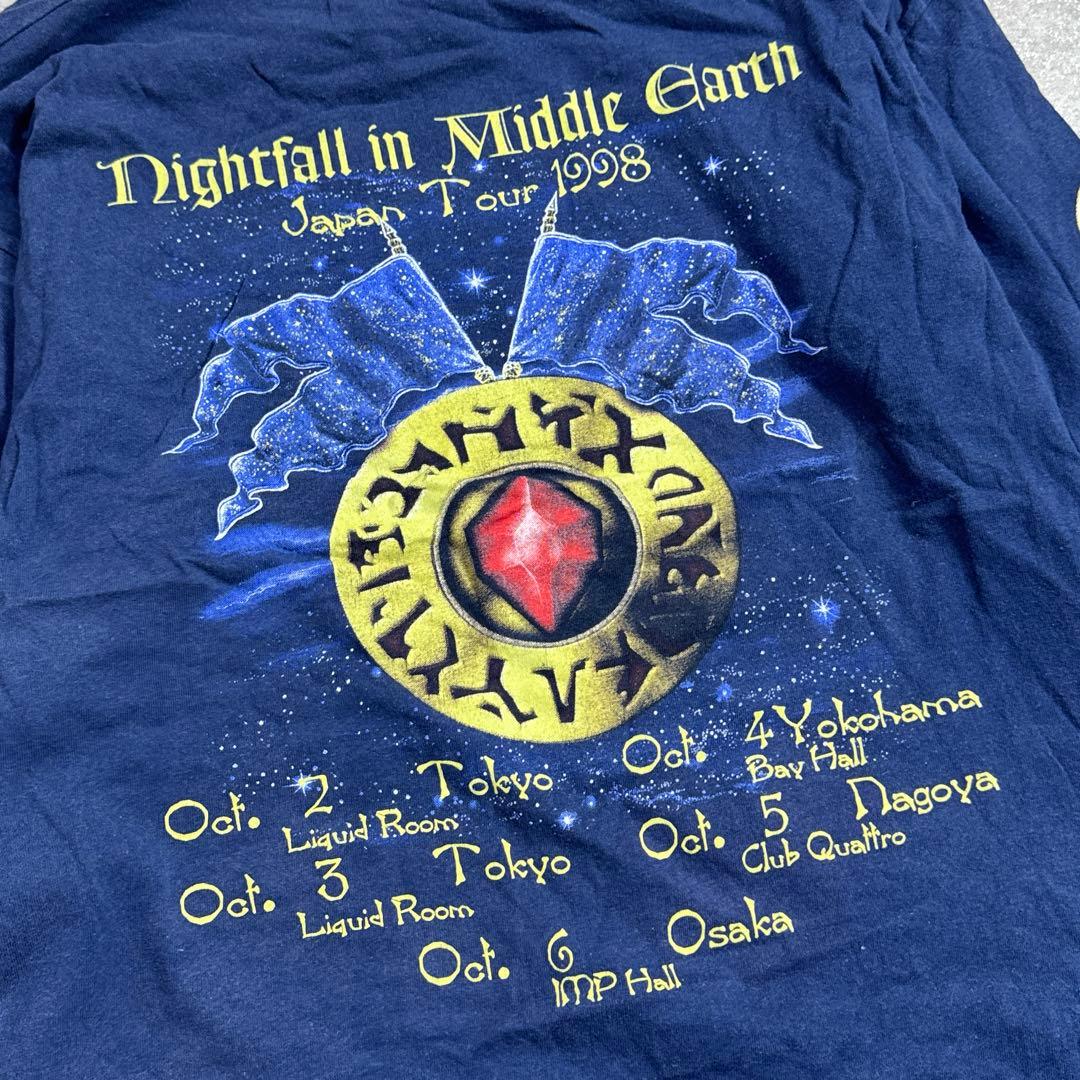 Nightfall in Middle Earth
Japan Tour 1998
Oct. 2 Tokyo
Liquid Room
Oct. 3 Tokyo
Liquid Room
Oct. 4 Yokohama
Bay Hall
Oct. 5 Nagoya
Club Quattro
Oct. 6 Osaka
IMP Hall